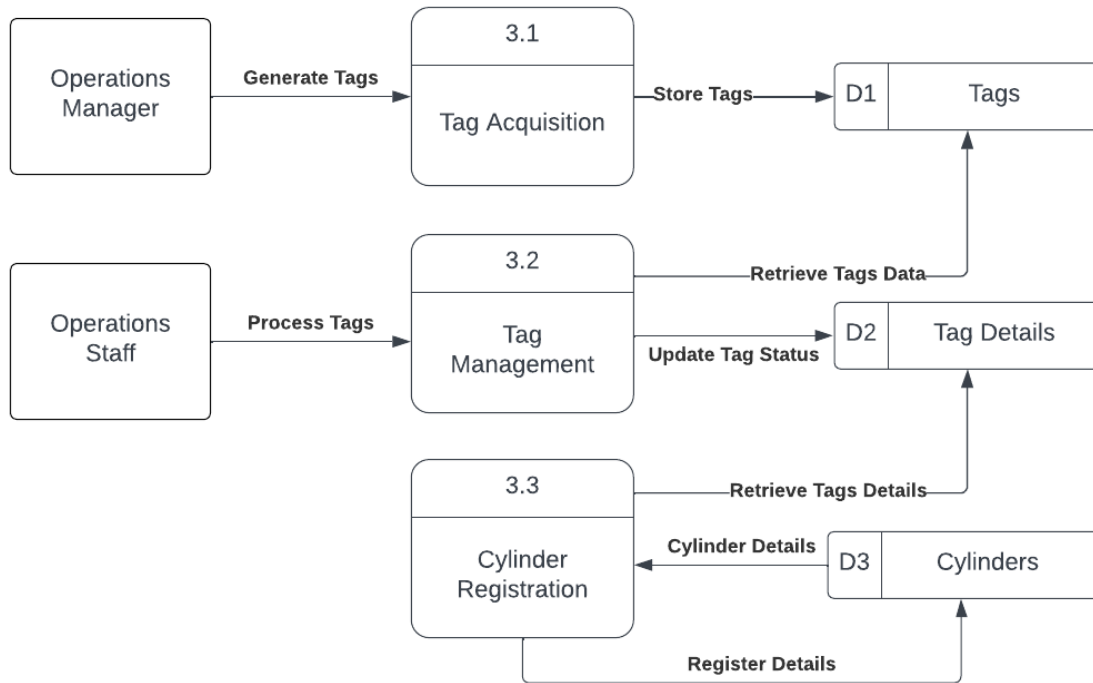 Operations
Manager
Generate Tags
3.1
Tag Acquisition
Store Tags
D1
Tags
Operations
Staff
Process Tags
3.2
Tag
Management
Retrieve Tags Data
Update Tag Status
D2
Tag Details
3.3
Cylinder
Registration
Retrieve Tags Details
Cylinder Details
D3
Cylinders
Register Details